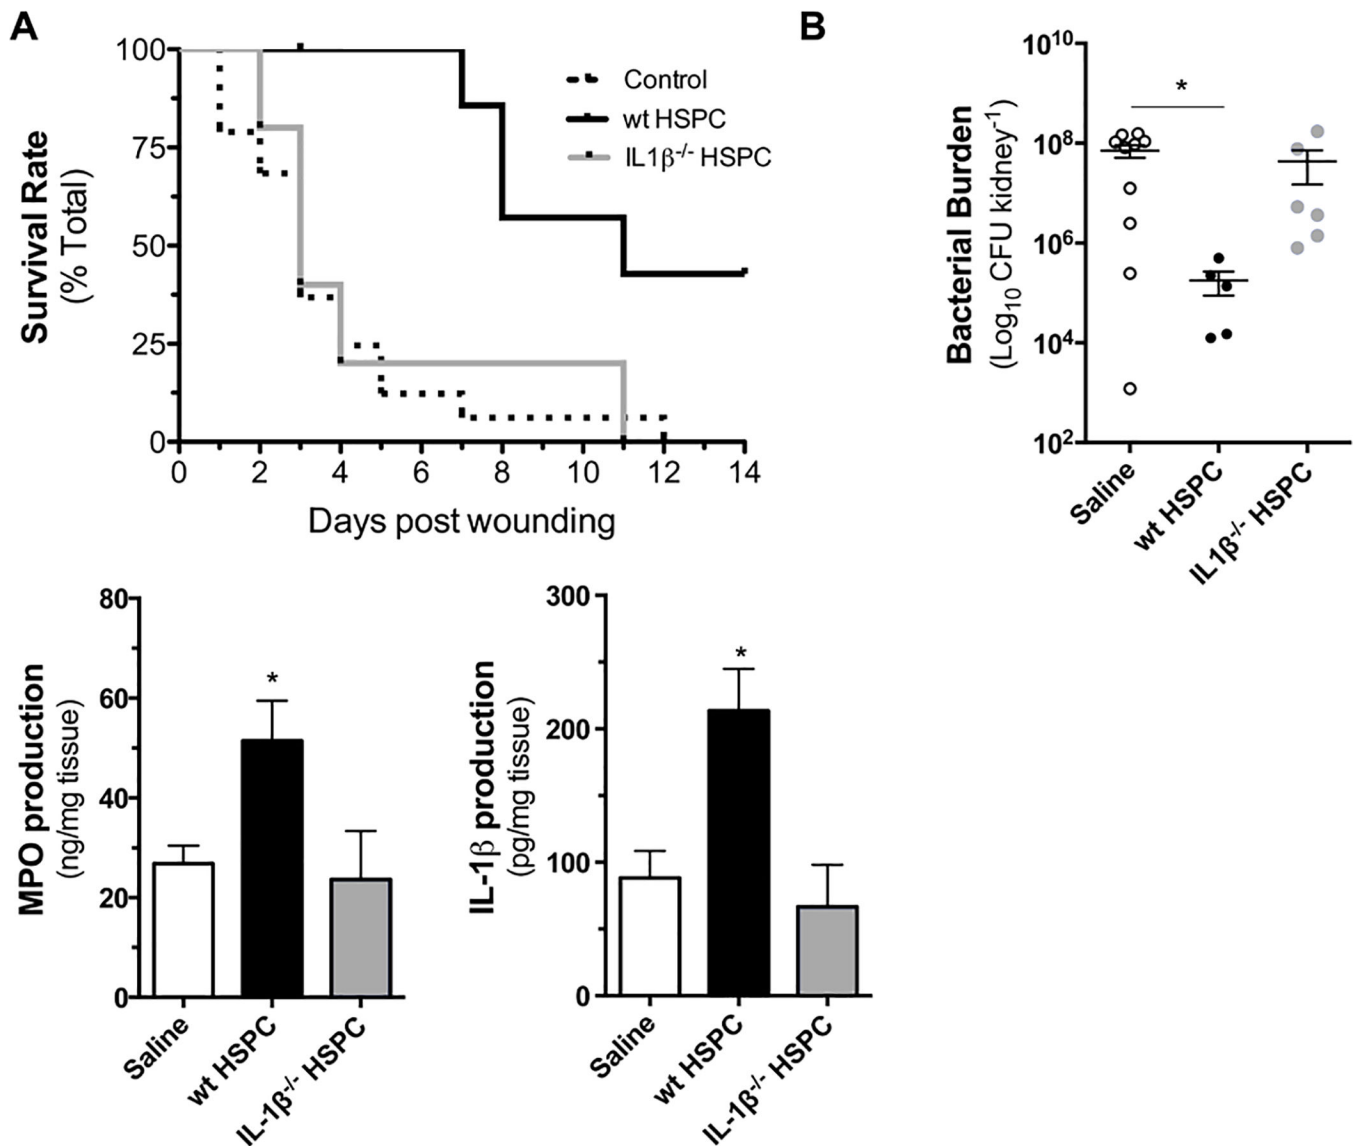 A
Survival Rate
(% Total)
100
75
50
25
0
0 2 4 6 8 10 12 14
Days post wounding
Control
wt HSPC
IL1β-/- HSPC
B
Bacterial Burden
(Log10 CFU kidney-1)
10^10
10^8
10^6
10^4
10^2
*
Saline
wt HSPC
IL1β-/- HSPC
MPO production
(ng/mg tissue)
80
60
40
20
0
*
Saline
wt HSPC
IL-1β-/- HSPC
IL-1β production
(pg/mg tissue)
300
200
100
0
*
Saline
wt HSPC
IL-1β-/- HSPC